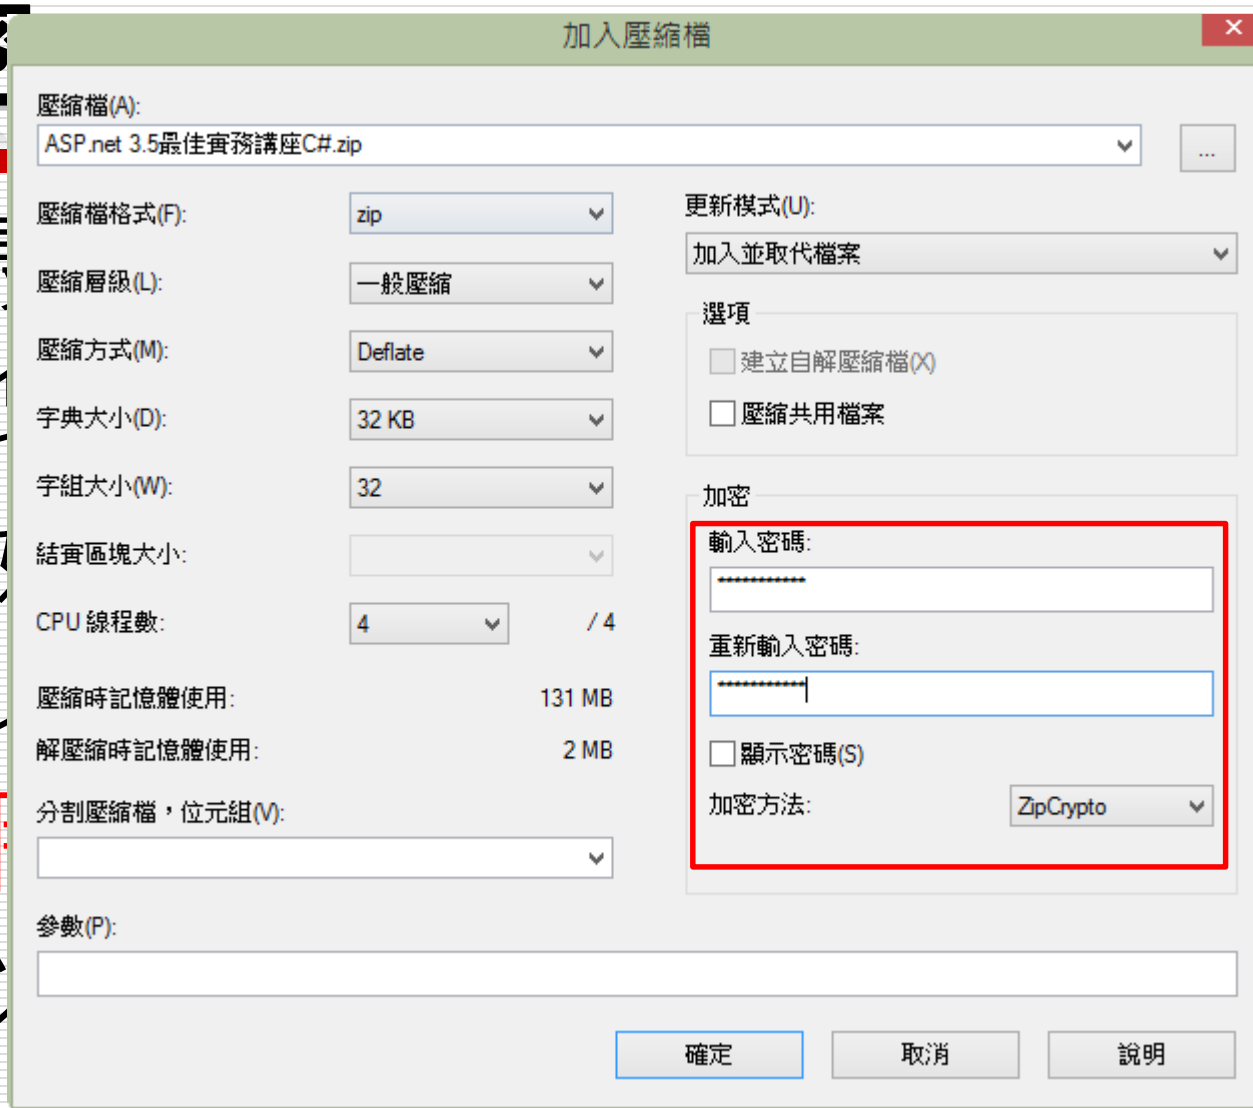 加入壓縮檔
壓縮檔(A):
ASP.net 3.5最佳實務講座C#.zip
...
壓縮檔格式(F):
zip
更新模式(U):
加入並取代檔案
壓縮層級(L):
一般壓縮
選項
壓縮方式(M):
Deflate
建立自解壓縮檔(X)
字典大小(D):
32 KB
壓縮共用檔案
字組大小(W):
32
加密
結實區塊大小:
輸入密碼:
***********
CPU 線程數:
4
/ 4
重新輸入密碼:
***********
壓縮時記憶體使用:
131 MB
解壓縮時記憶體使用:
2 MB
顯示密碼(S)
加密方法:
ZipCrypto
分割壓縮檔，位元組(V):
參數(P):
確定
取消
說明